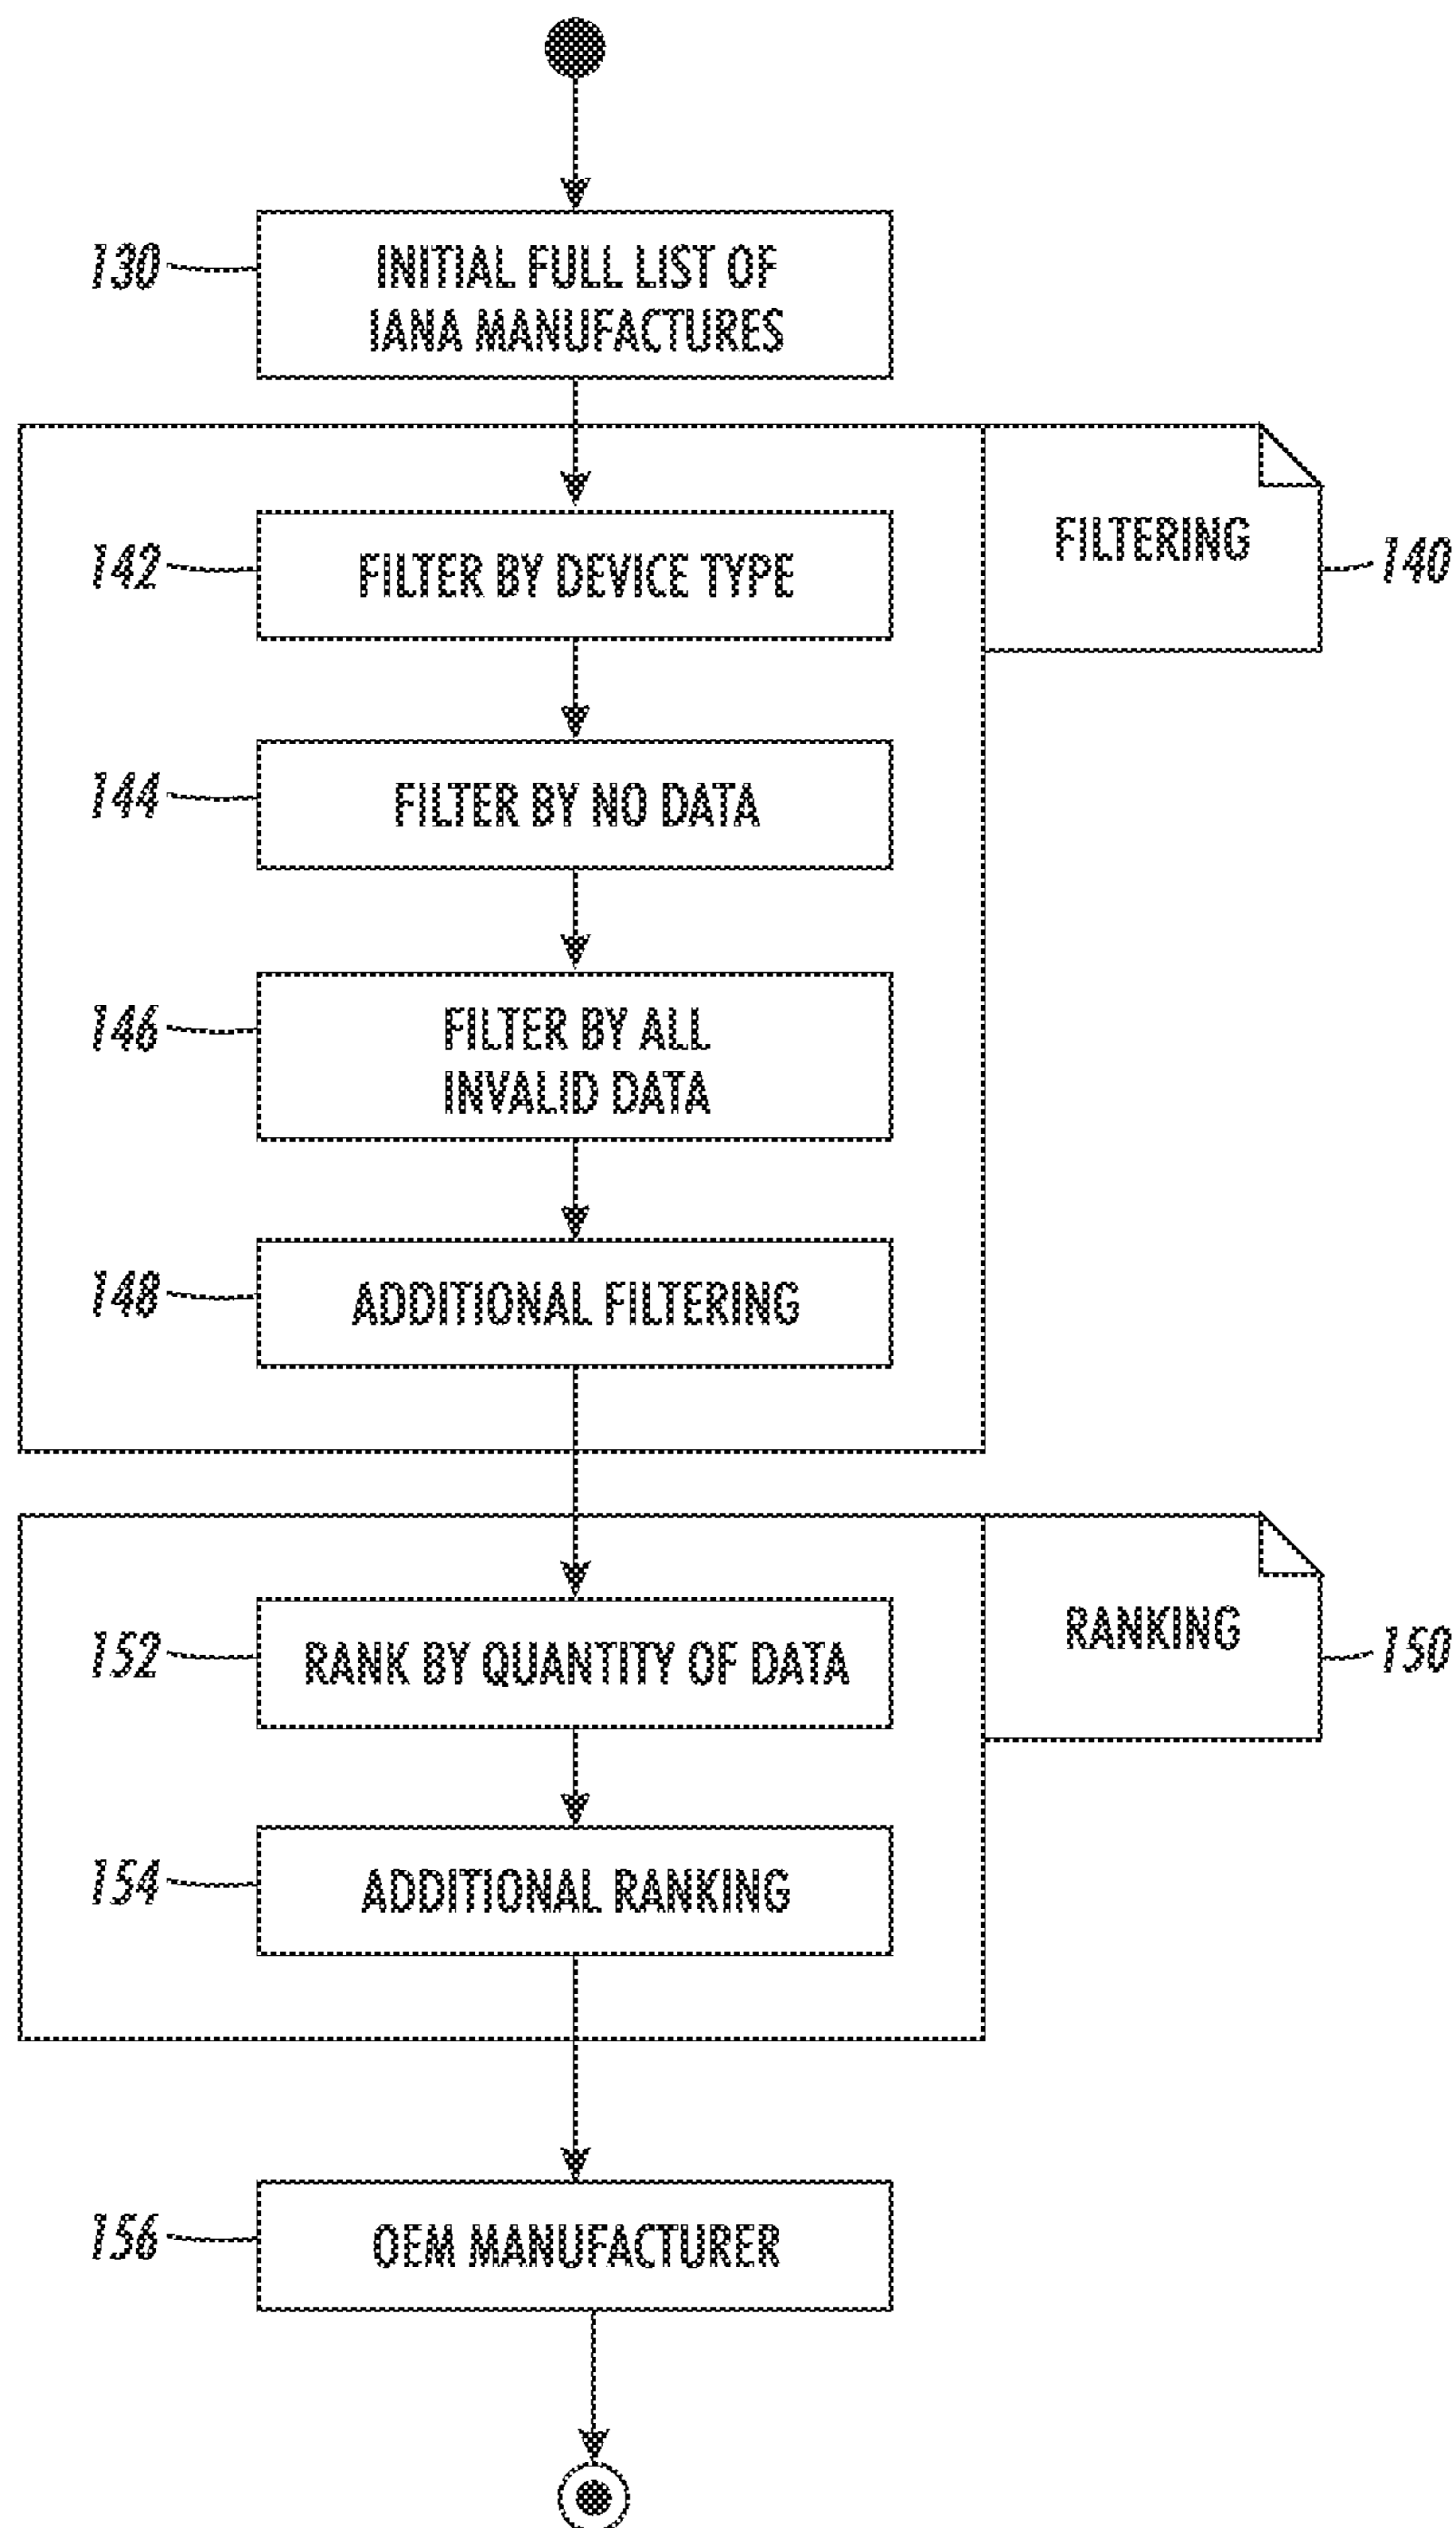 130
INITIAL FULL LIST OF
IANA MANUFACTURES
142
FILTER BY DEVICE TYPE
FILTERING
140
144
FILTER BY NO DATA
146
FILTER BY ALL
INVALID DATA
148
ADDITIONAL FILTERING
152
RANK BY QUANTITY OF DATA
RANKING
150
154
ADDITIONAL RANKING
156
OEM MANUFACTURER